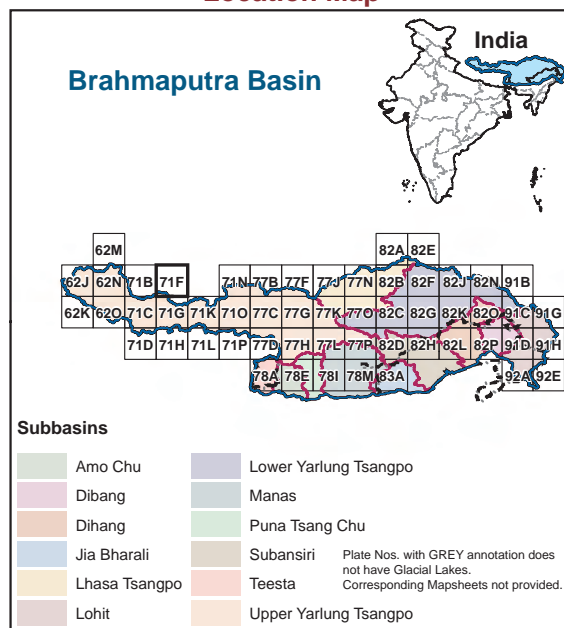 Location Map
India
Brahmaputra Basin
62M 82A 82E
62J 62N 71B 71F 71N 77B 77F 77J 77N 82B 82F 82J 82N 91B
62K 62O 71C 71G 71K 71O 77C 77G 77K 77O 82C 82G 82K 82O 91C 91G
71D 71H 71L 71P 77D 77H 77L 77P 82D 82H 82L 82P 91D 91H
78A 78E 78I 78M 83A 92A 92E
Subbasins
Amo Chu Lower Yarlung Tsangpo
Dibang Manas
Dihang Puna Tsang Chu
Jia Bharali Subansiri Plate Nos. with GREY annotation does
not have Glacial Lakes.
Lhasa Tsangpo Teesta Corresponding Mapsheets not provided.
Lohit Upper Yarlung Tsangpo